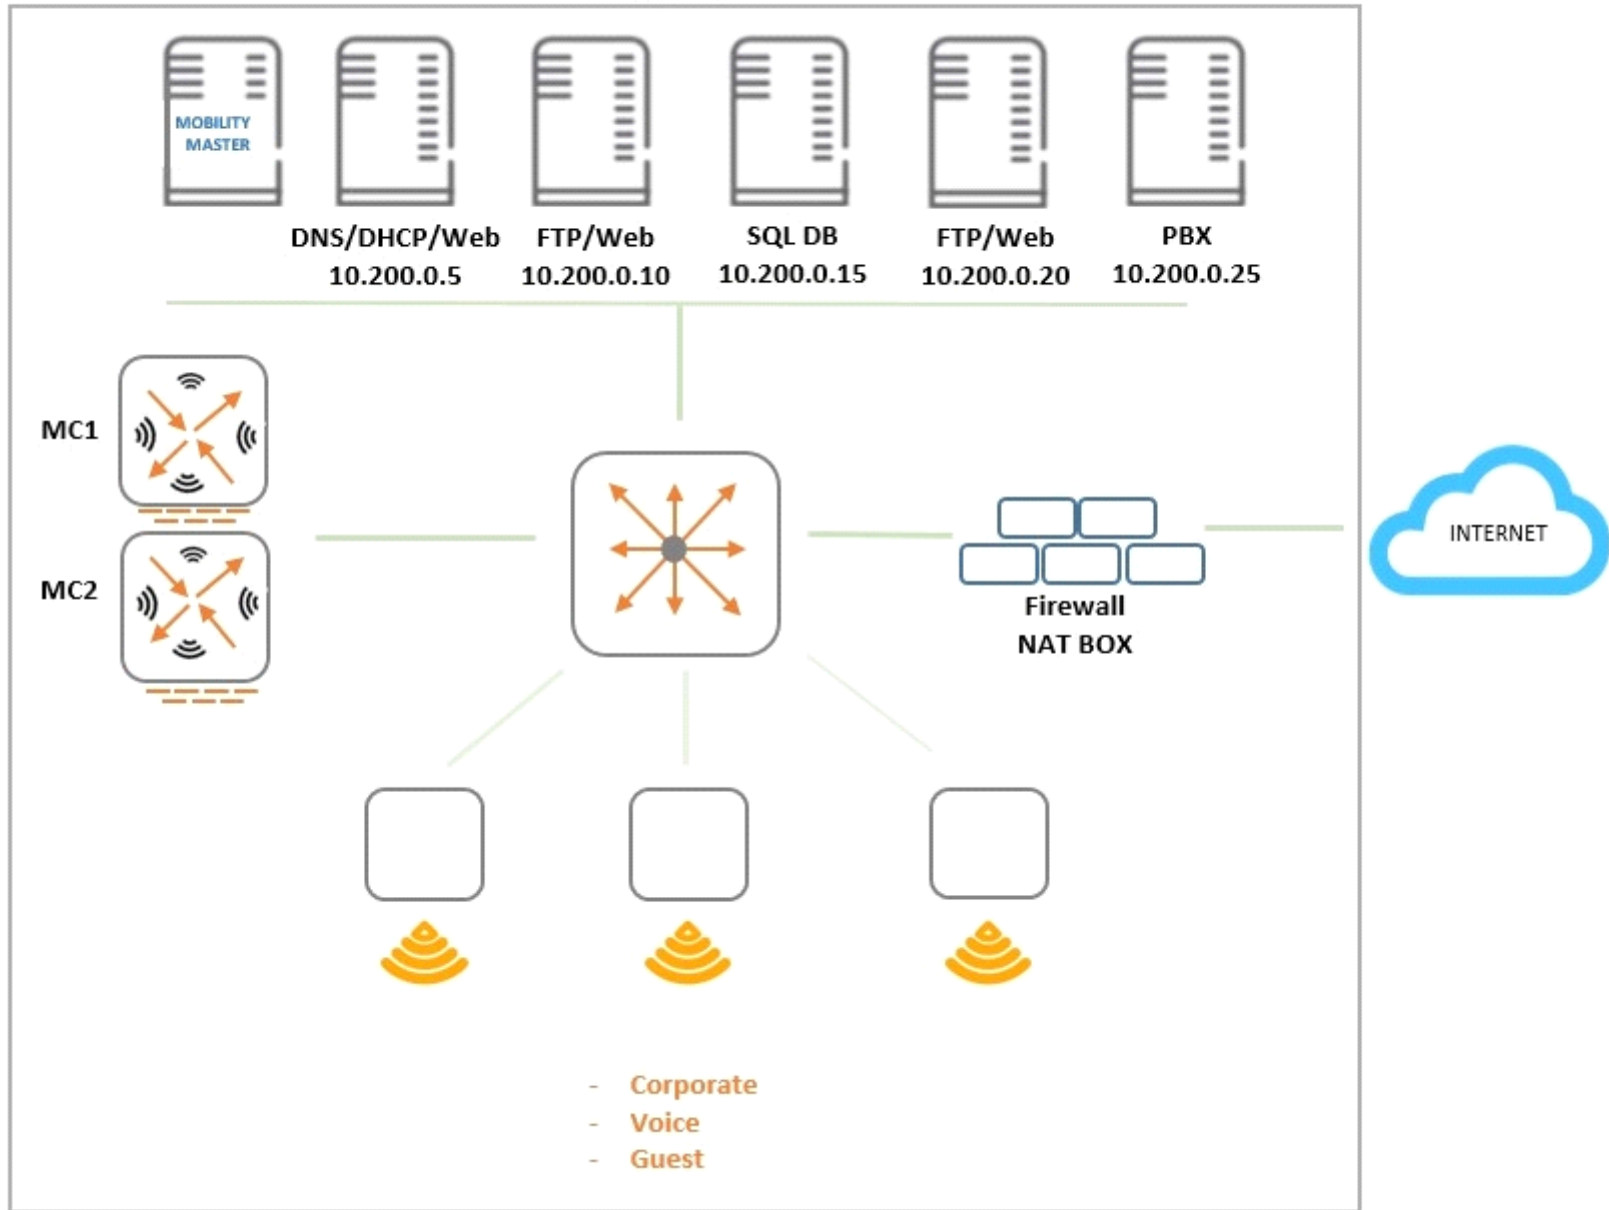 MOBILITY
MASTER
DNS/DHCP/Web
10.200.0.5
FTP/Web
10.200.0.10
SQL DB
10.200.0.15
FTP/Web
10.200.0.20
PBX
10.200.0.25
MC1
MC2
Firewall
NAT BOX
INTERNET
- Corporate
- Voice
- Guest